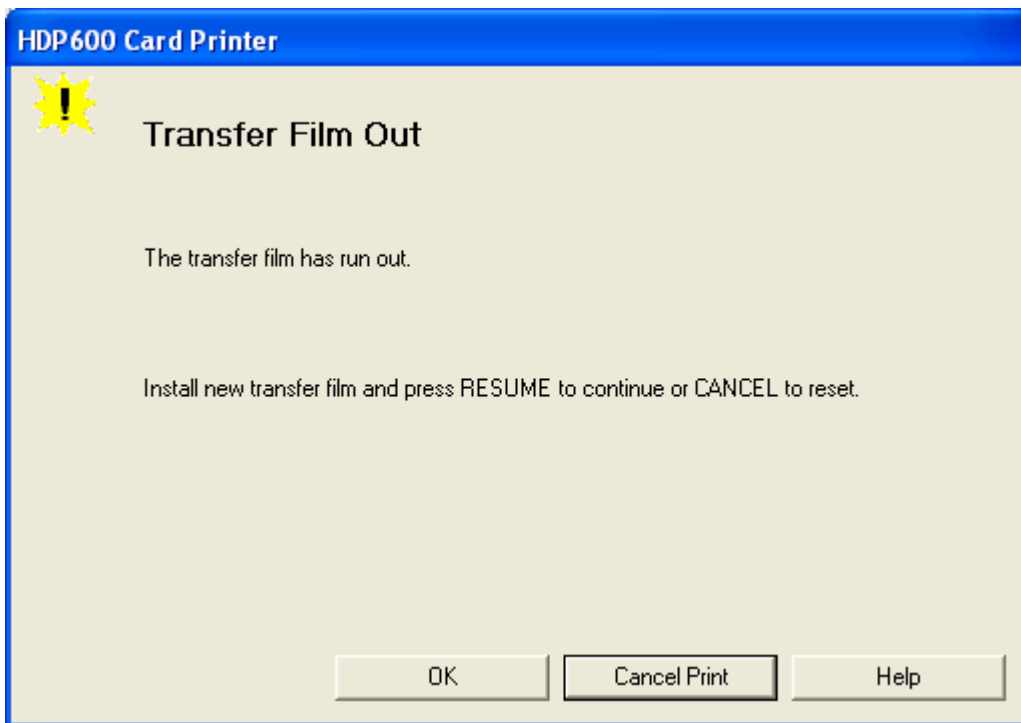 HDP600 Card Printer
!
Transfer Film Out
The transfer film has run out.
Install new transfer film and press RESUME to continue or CANCEL to reset.
OK Cancel Print Help